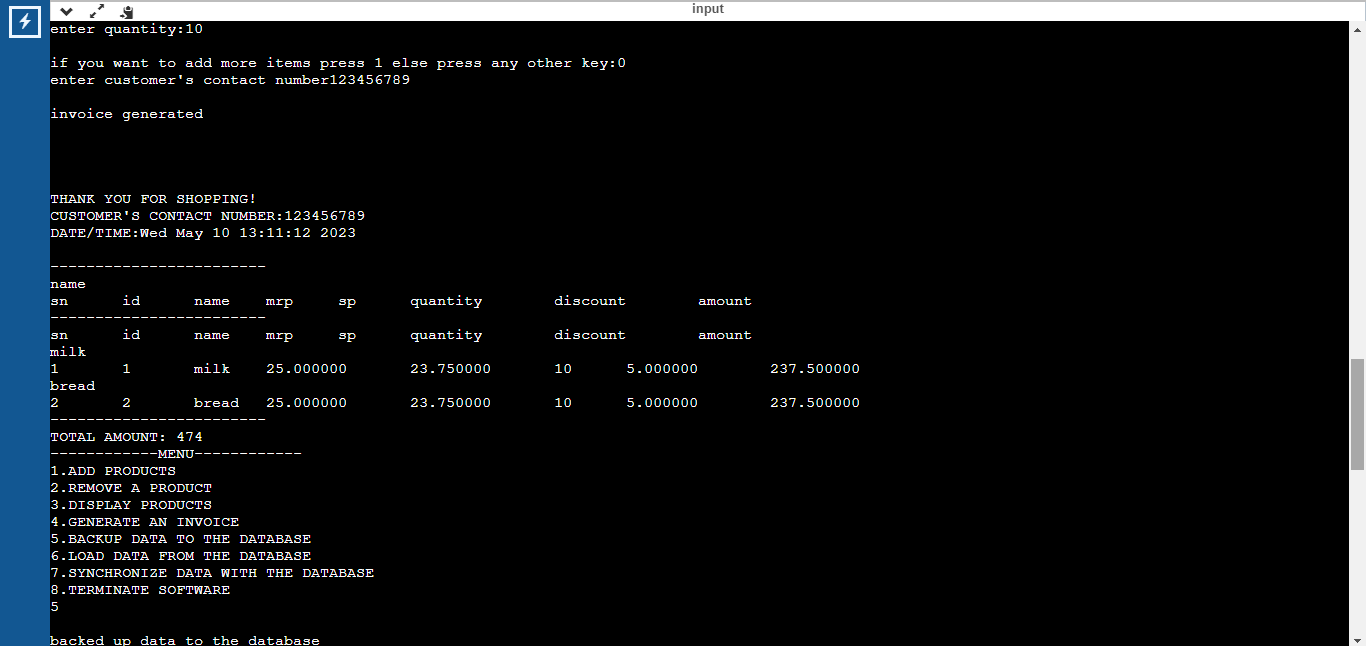 input
enter quantity:10
if you want to add more items press 1 else press any other key:0
enter customer's contact number123456789
invoice generated
THANK YOU FOR SHOPPING!
CUSTOMER'S CONTACT NUMBER:123456789
DATE/TIME:Wed May 10 13:11:12 2023
------------------------
name
sn id name mrp sp quantity discount amount
------------------------
sn id name mrp sp quantity discount amount
milk
1 1 milk 25.000000 23.750000 10 5.000000 237.500000
bread
2 2 bread 25.000000 23.750000 10 5.000000 237.500000
------------------------
TOTAL AMOUNT: 474
------------MENU------------
1.ADD PRODUCTS
2.REMOVE A PRODUCT
3.DISPLAY PRODUCTS
4.GENERATE AN INVOICE
5.BACKUP DATA TO THE DATABASE
6.LOAD DATA FROM THE DATABASE
7.SYNCHRONIZE DATA WITH THE DATABASE
8.TERMINATE SOFTWARE
5
backed up data to the database